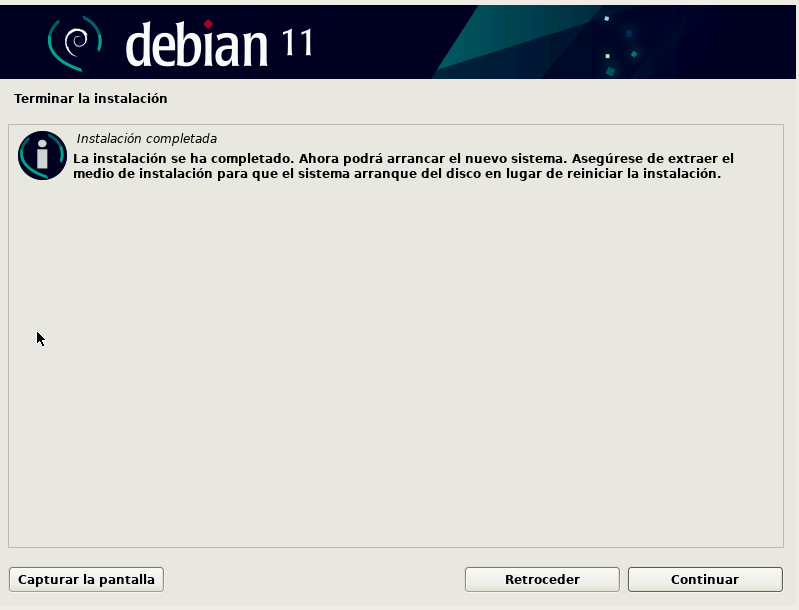 debian 11
Terminar la instalación
Instalación completada
La instalación se ha completado. Ahora podrá arrancar el nuevo sistema. Asegúrese de extraer el
medio de instalación para que el sistema arranque del disco en lugar de reiniciar la instalación.
Capturar la pantalla
Retroceder
Continuar